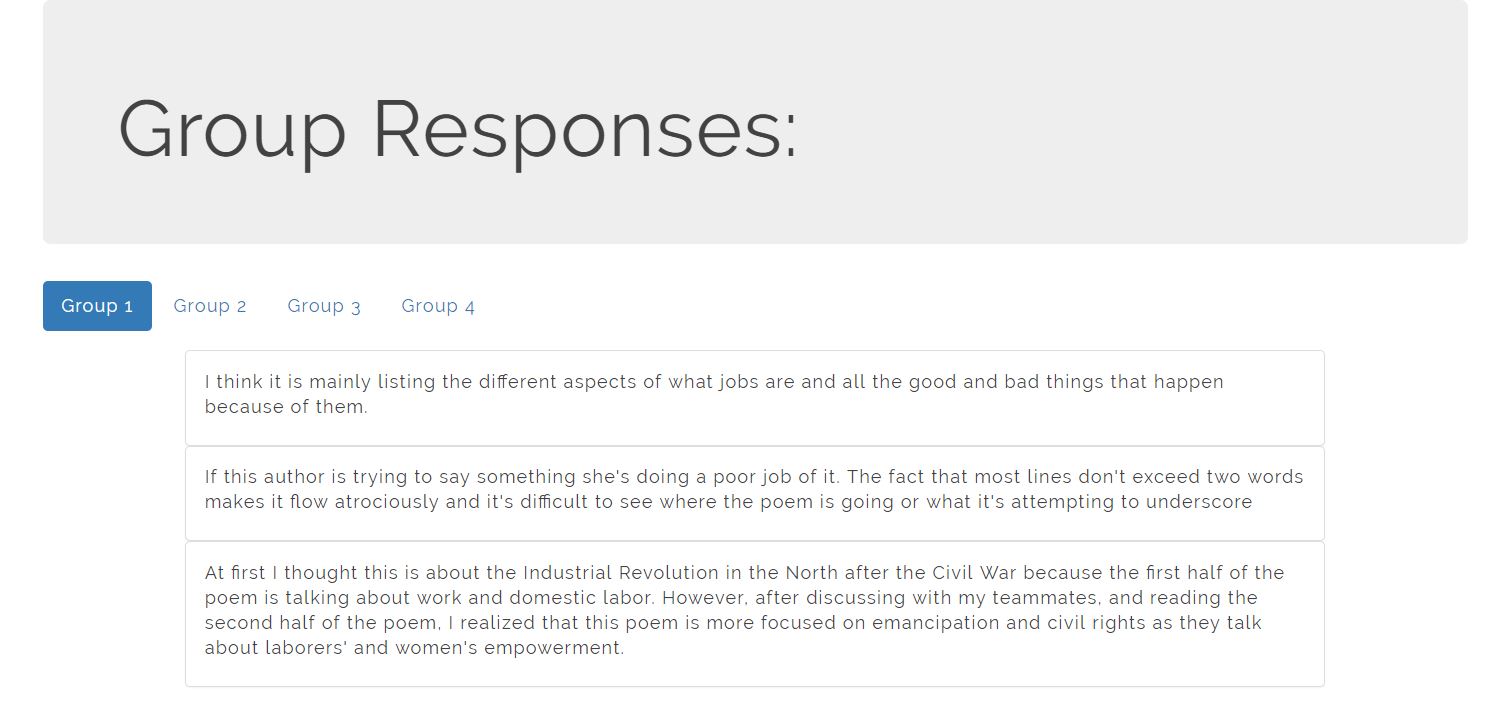 Group Responses:
Group 1
Group 2
Group 3
Group 4
I think it is mainly listing the different aspects of what jobs are and all the good and bad things that happen
because of them.
If this author is trying to say something she's doing a poor job of it. The fact that most lines don't exceed two words
makes it flow atrociously and it's difficult to see where the poem is going or what it's attempting to underscore
At first I thought this is about the Industrial Revolution in the North after the Civil War because the first half of the
poem is talking about work and domestic labor. However, after discussing with my teammates, and reading the
second half of the poem, I realized that this poem is more focused on emancipation and civil rights as they talk
about laborers' and women's empowerment.